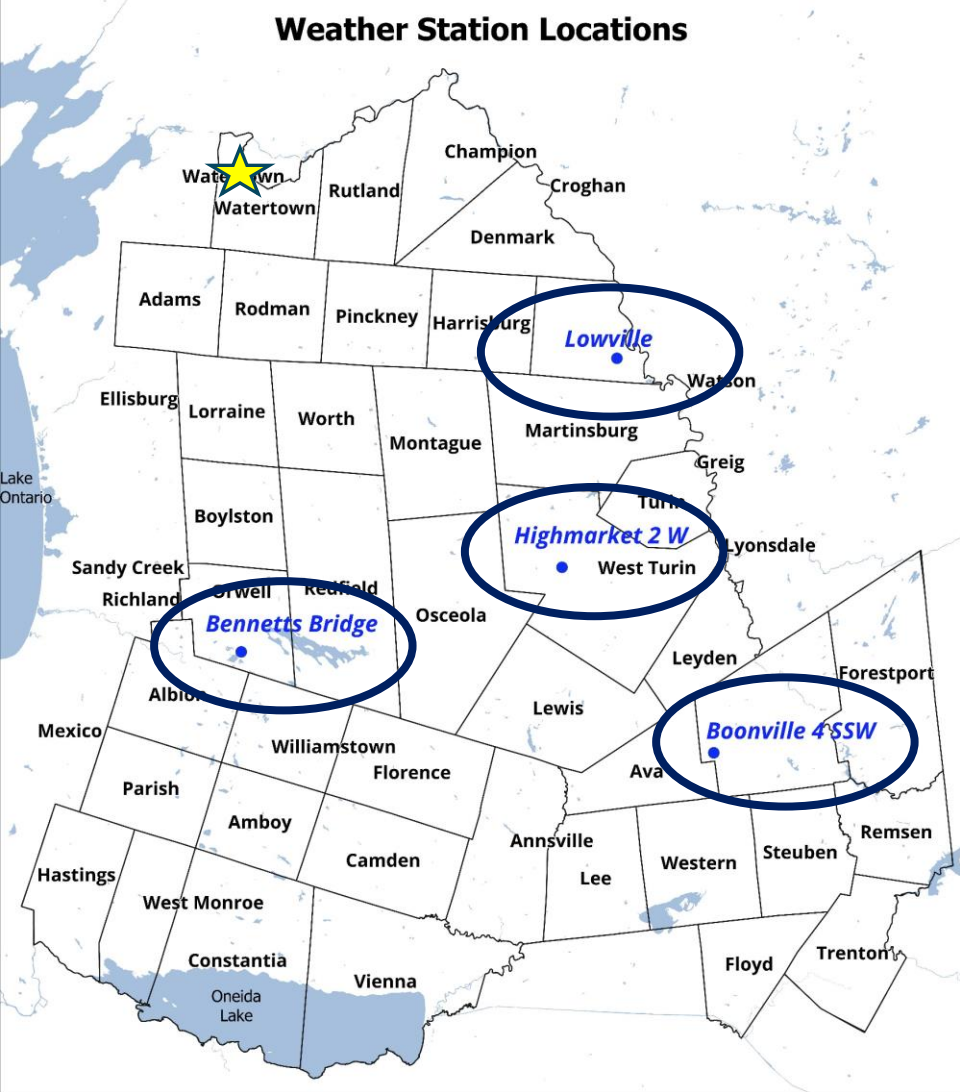 Weather Station Locations
Champion
Watertown
Croghan
Rutland
Watertown
Denmark
Adams
Rodman
Pinckney
Harrisburg
Lowville
Watson
Ellisburg
Lorraine
Worth
Montague
Martinsburg
Greig
Lake
Ontario
Turin
Boylston
Highmarket 2 W
Lyonsdale
Sandy Creek
West Turin
Orwell
Redfield
Richland
Osceola
Bennetts Bridge
Leyden
Forestport
Albion
Lewis
Mexico
Boonville 4 SSW
Williamstown
Florence
Ava
Parish
Amboy
Remsen
Annsville
Steuben
Camden
Western
Hastings
Lee
West Monroe
Trenton
Constantia
Floyd
Vienna
Oneida
Lake